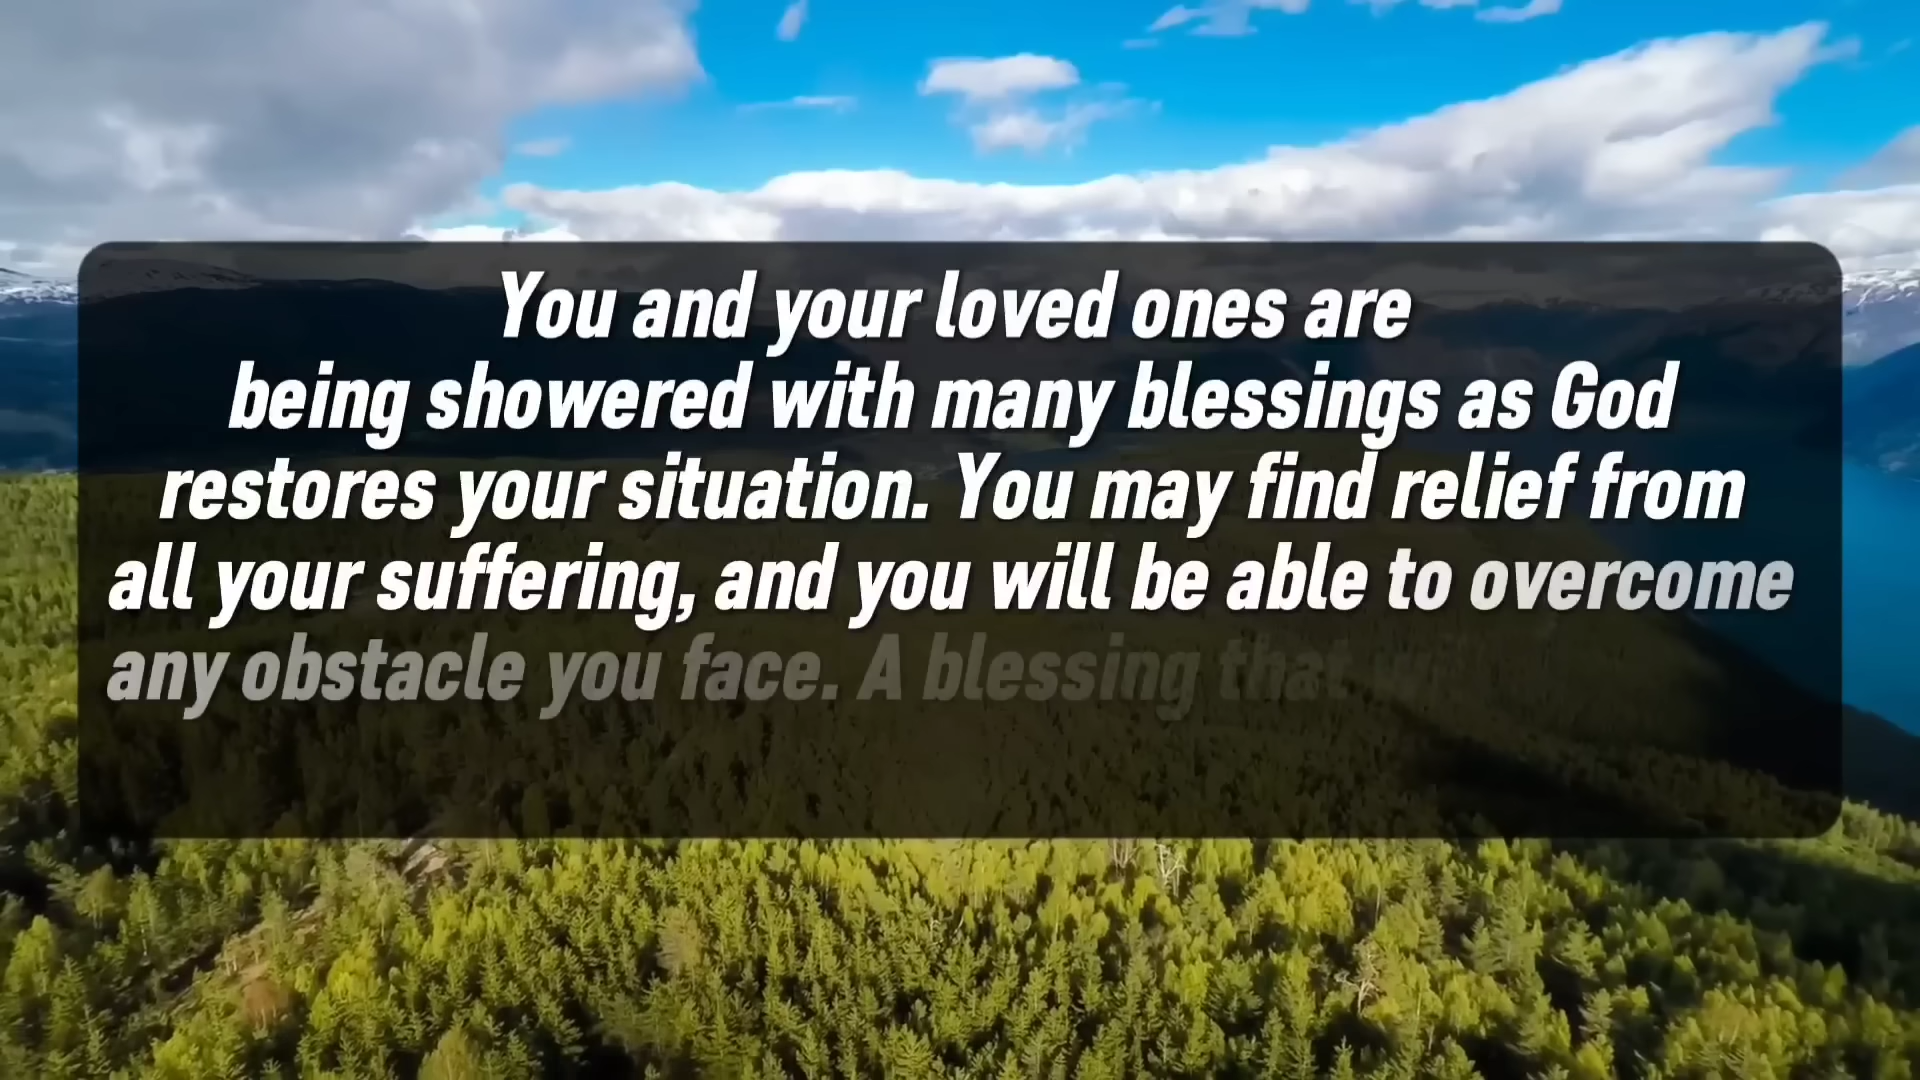 You and your loved ones are
being showered with many blessings as God
restores your situation. You may find relief from
all your suffering, and you will be able to overcome
any obstacle you face. A blessing that